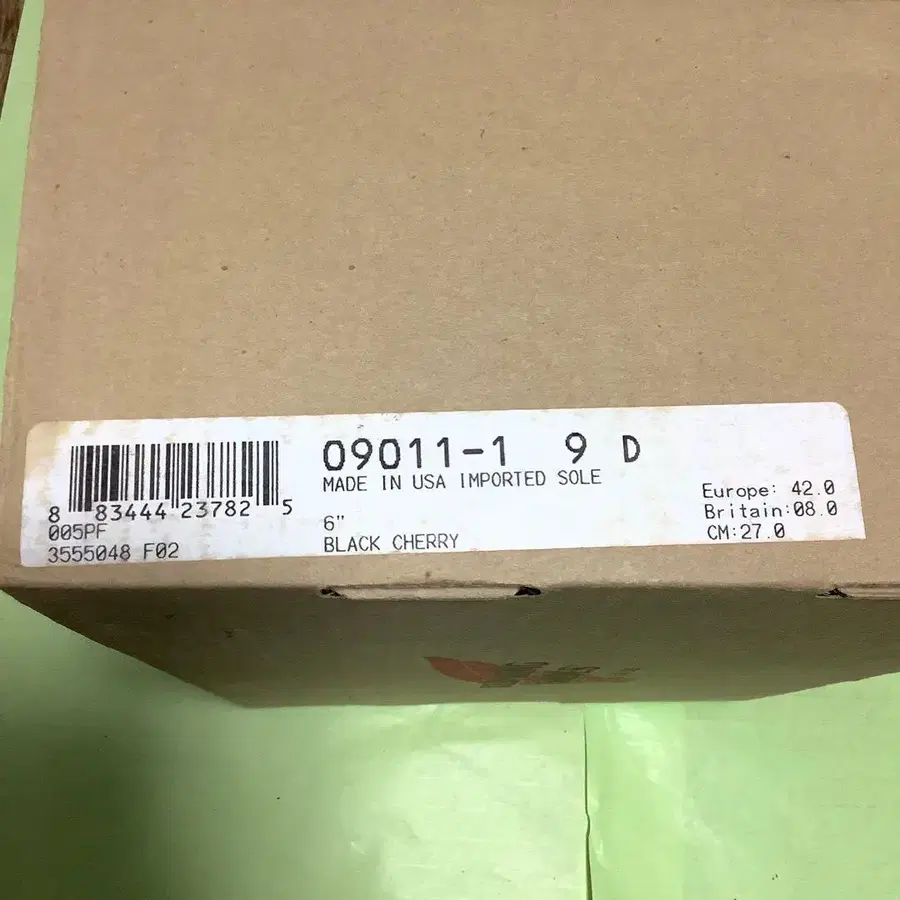 09011-1 9 D
MADE IN USA IMPORTED SOLE
6"
BLACK CHERRY
8 83444 23782 5
005PF
3555048 F02
Europe: 42.0
Britain:08.0
CM:27.0